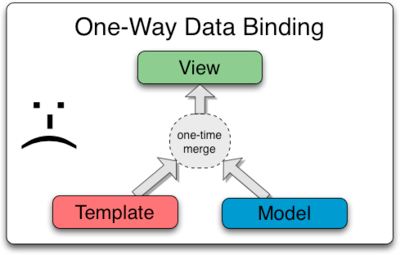 One-Way Data Binding
View
one-time
merge
Template
Model